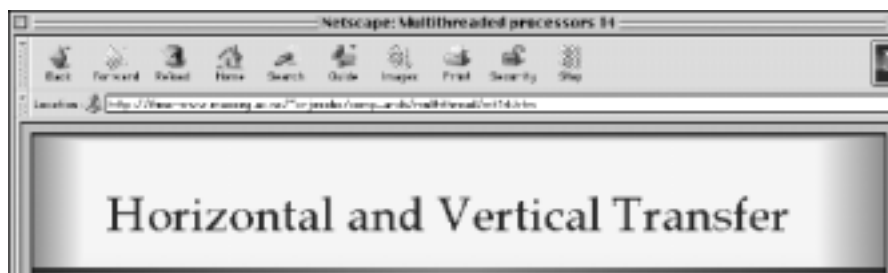 Netscape: Multithreaded processors 14
Back Forward Reload Home Search Guide Images Print Security Stop
Location:
Horizontal and Vertical Transfer